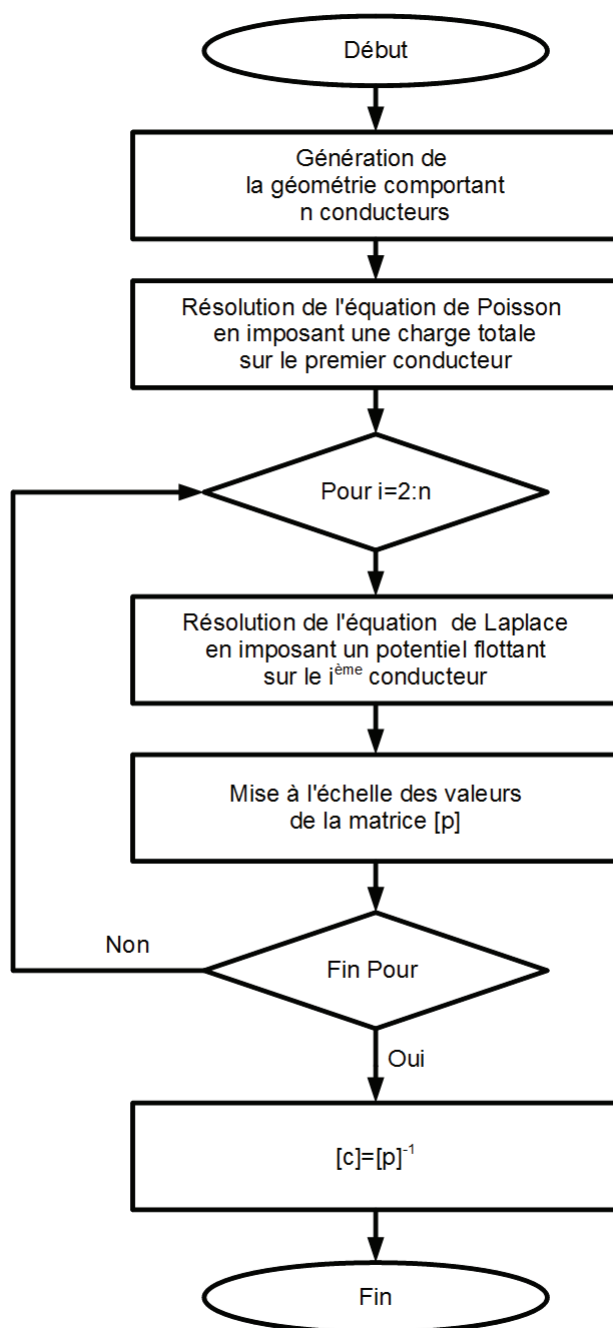 Début
Génération de
la géométrie comportant
n conducteurs
Résolution de l'équation de Poisson
en imposant une charge totale
sur le premier conducteur
Pour i=2:n
Résolution de l'équation de Laplace
en imposant un potentiel flottant
sur le ième conducteur
Mise à l'échelle des valeurs
de la matrice [p]
Non
Fin Pour
Oui
[c]=[p]-1
Fin